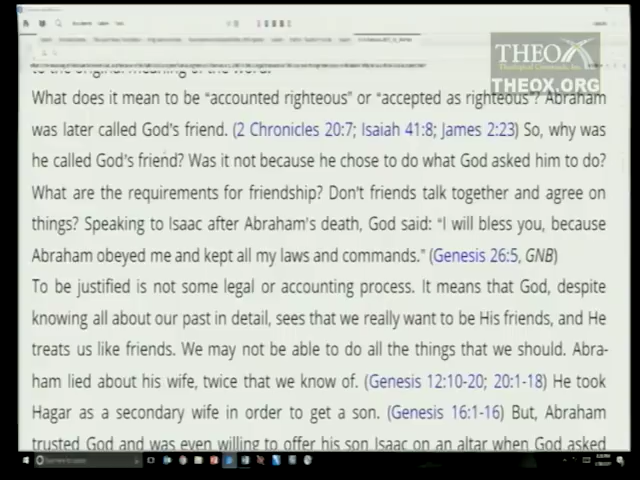 THEOX
THEOX.ORG
to the original meaning of the word.
What does it mean to be “accounted righteous” or “accepted as righteous”? Abraham
was later called God's friend. (2 Chronicles 20:7; Isaiah 41:8; James 2:23) So, why was
he called God's friend? Was it not because he chose to do what God asked him to do?
What are the requirements for friendship? Don't friends talk together and agree on
things? Speaking to Isaac after Abraham's death, God said: “I will bless you, because
Abraham obeyed me and kept all my laws and commands.” (Genesis 26:5, GNB)
To be justified is not some legal or accounting process. It means that God, despite
knowing all about our past in detail, sees that we really want to be His friends, and He
treats us like friends. We may not be able to do all the things that we should. Abra-
ham lied about his wife, twice that we know of. (Genesis 12:10-20; 20:1-18) He took
Hagar as a secondary wife in order to get a son. (Genesis 16:1-16) But, Abraham
trusted God and was even willing to offer his son Isaac on an altar when God asked